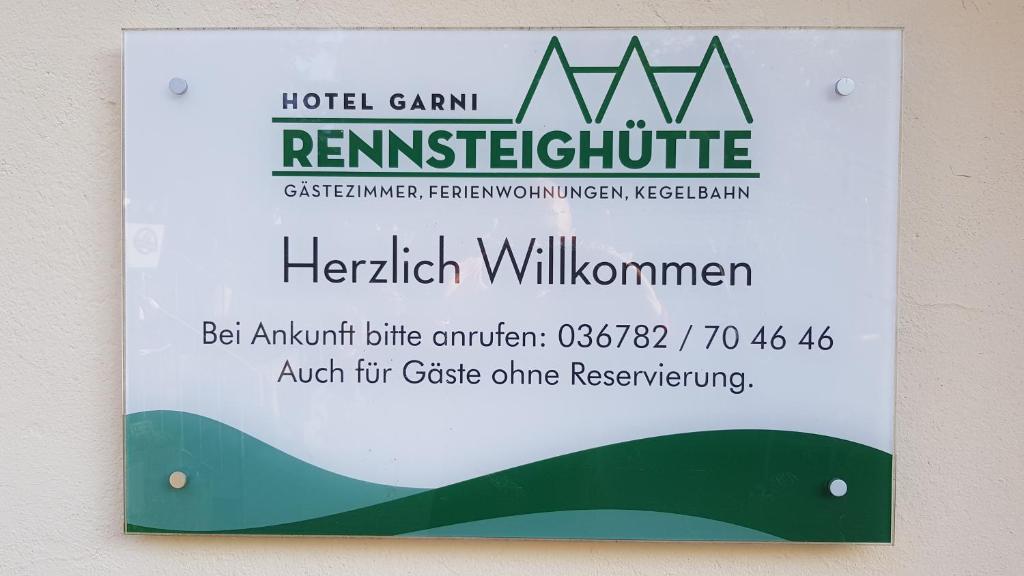 HOTEL GARNI
RENNSTEIGHÜTTE
GÄSTEZIMMER, FERIENWOHNUNGEN, KEGELBAHN
Herzlich Willkommen
Bei Ankunft bitte anrufen: 036782 / 70 46 46
Auch für Gäste ohne Reservierung.